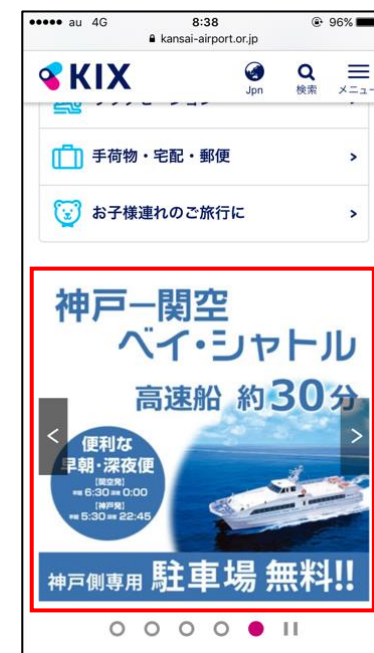 au 4G 8:38 96%
kansai-airport.or.jp
KIX
Jpn 検索 メニュー
手荷物・宅配・郵便
お子様連れのご旅行に
神戸ー関空
ベイ・シャトル
高速船 約30分
便利な
早朝・深夜便
[関空発]
6:30 0:00
[神戸発]
5:30 22:45
神戸側専用 駐車場 無料!!